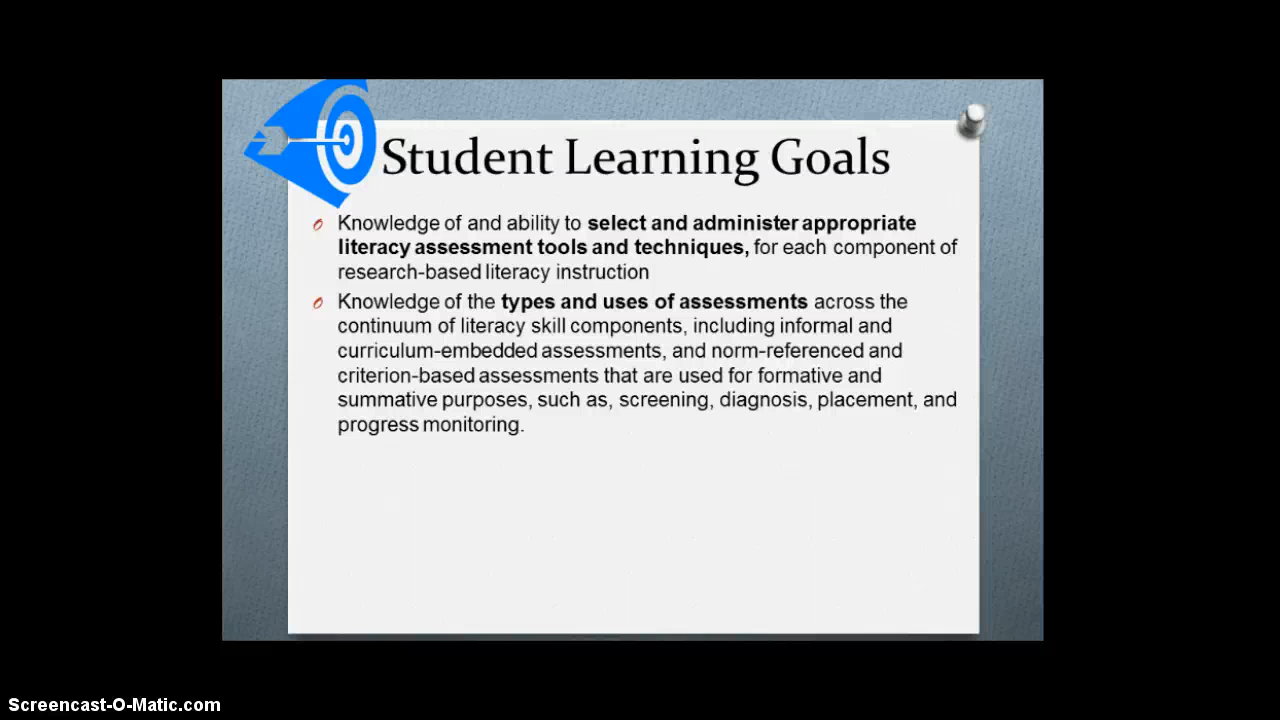 Student Learning Goals
Knowledge of and ability to select and administer appropriate
literacy assessment tools and techniques, for each component of
research-based literacy instruction
Knowledge of the types and uses of assessments across the
continuum of literacy skill components, including informal and
curriculum-embedded assessments, and norm-referenced and
criterion-based assessments that are used for formative and
summative purposes, such as, screening, diagnosis, placement, and
progress monitoring.
Screencast-O-Matic.com